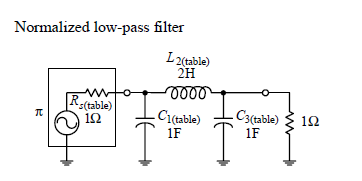 Normalized low-pass filter
L2(table)
2H
Rs(table)
1Ω
π
C1(table)
1F
C3(table)
1F
1Ω